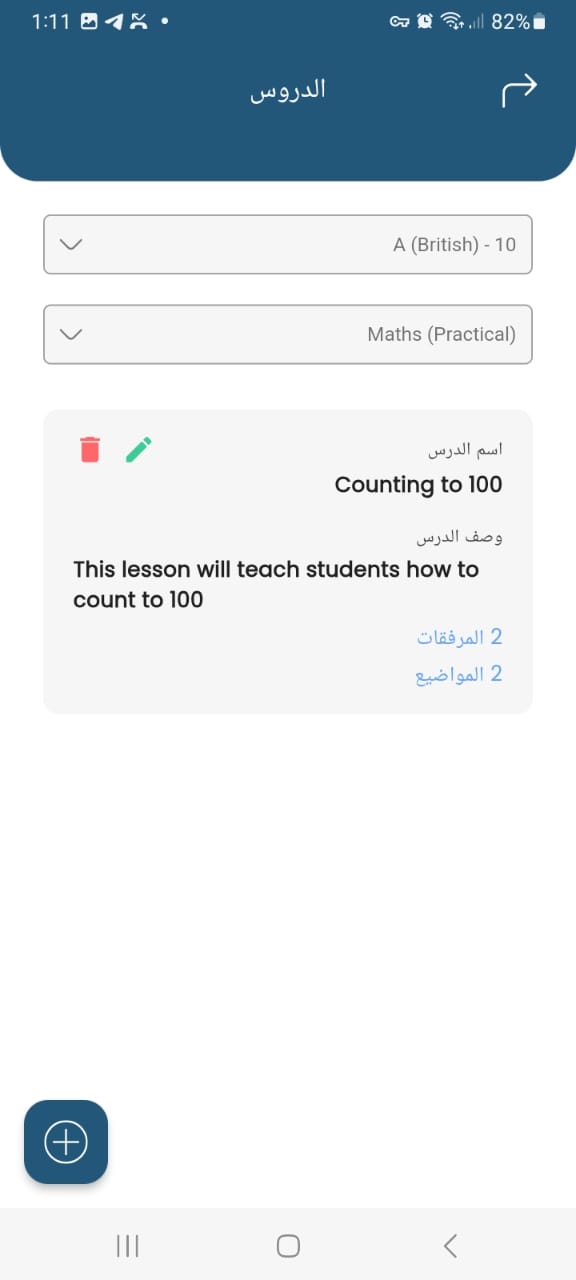 1:11
82%
الدروس
A (British) - 10
Maths (Practical)
اسم الدرس
Counting to 100
وصف الدرس
This lesson will teach students how to
count to 100
2 المرفقات
2 المواضيع